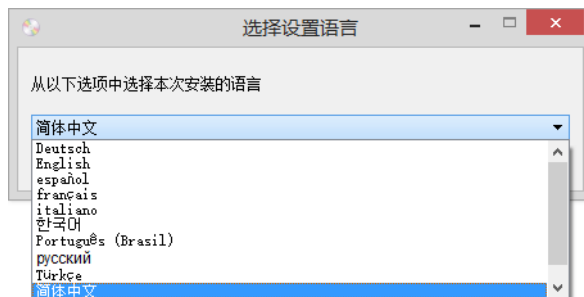 选择设置语言
从以下选项中选择本次安装的语言
简体中文
Deutsch
English
español
français
italiano
한국어
Português (Brasil)
русский
Türkçe
简体中文